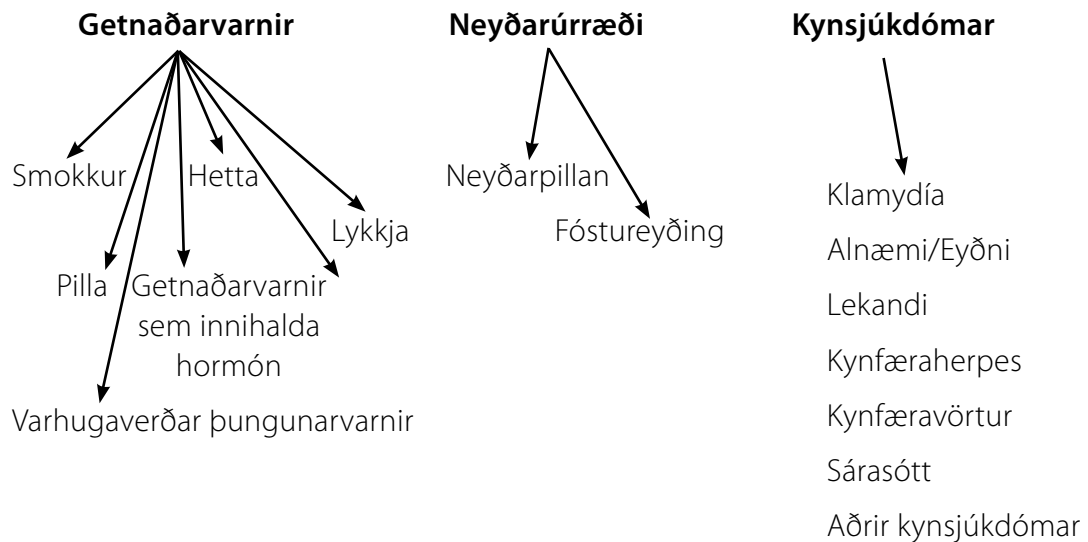 Getnaðarvarnir
Smokkur
Hetta
Lykkja
Pilla
Getnaðarvarnir
sem innihalda
hormón
Varhugaverðar þungunarvarnir
Neyðarúrræði
Neyðarpillan
Fóstureyðing
Kynsjúkdómar
Klamydía
Alnæmi/Eyðni
Lekandi
Kynfæraherpes
Kynfæravörtur
Sárasótt
Aðrir kynsjúkdómar